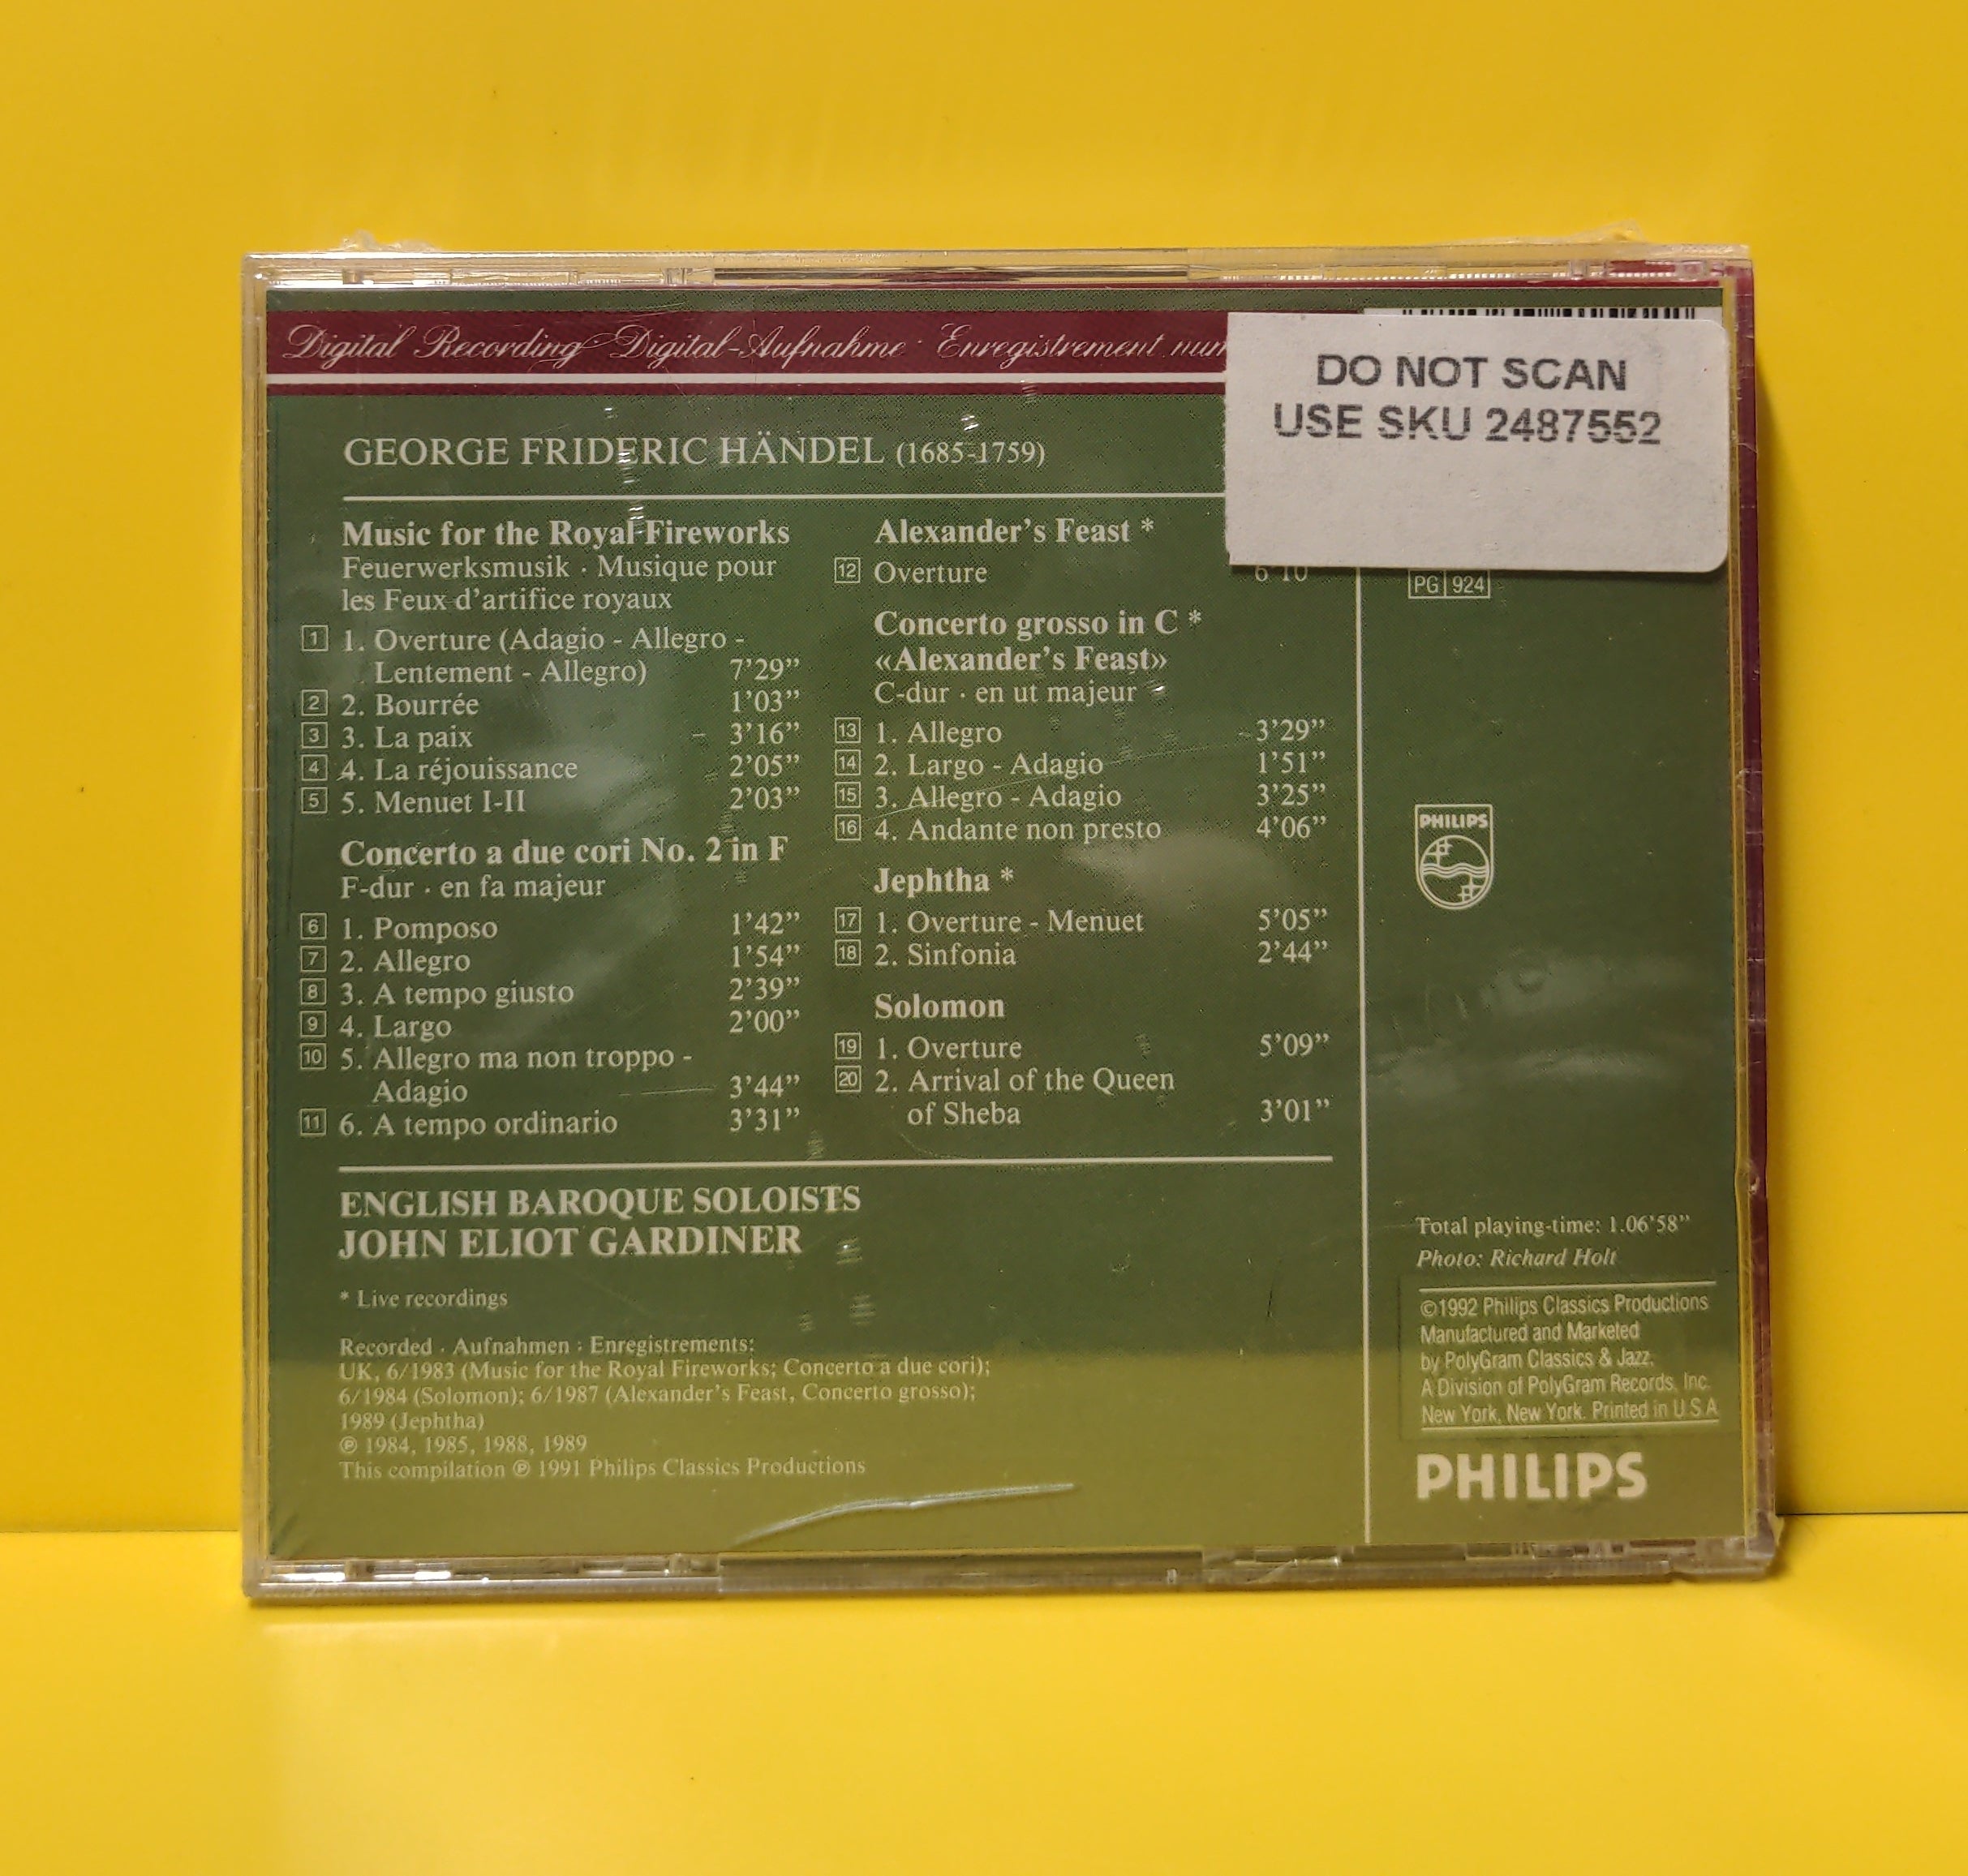 Digital Recording · Digital-Aufnahme · Enregistrement
DO NOT SCAN
USE SKU 2487552
GEORGE FRIDERIC HÄNDEL (1685-1759)
Music for the Royal Fireworks
Feuerwerksmusik · Musique pour
les Feux d'artifice royaux
1 1. Overture (Adagio - Allegro -
Lentement - Allegro) 7'29"
2 2. Bourrée 1'03"
3 3. La paix 3'16"
4 4. La réjouissance 2'05"
5 5. Menuet I-II 2'03"
Concerto a due cori No. 2 in F
F-dur · en fa majeur
6 1. Pomposo 1'42"
7 2. Allegro 1'54"
8 3. A tempo giusto 2'39"
9 4. Largo 2'00"
10 5. Allegro ma non troppo -
Adagio 3'44"
11 6. A tempo ordinario 3'31"
Alexander's Feast *
12 Overture 6'10
Concerto grosso in C *
«Alexander's Feast»
C-dur · en ut majeur
13 1. Allegro 3'29"
14 2. Largo - Adagio 1'51"
15 3. Allegro - Adagio 3'25"
16 4. Andante non presto 4'06"
Jephtha *
17 1. Overture - Menuet 5'05"
18 2. Sinfonia 2'44"
Solomon
19 1. Overture 5'09"
20 2. Arrival of the Queen
of Sheba 3'01"
ENGLISH BAROQUE SOLOISTS
JOHN ELIOT GARDINER
* Live recordings
Recorded · Aufnahmen · Enregistrements:
UK, 6/1983 (Music for the Royal Fireworks; Concerto a due cori);
6/1984 (Solomon); 6/1987 (Alexander's Feast, Concerto grosso);
1989 (Jephtha)
℗ 1984, 1985, 1988, 1989
This compilation ℗ 1991 Philips Classics Productions
PG 924
PHILIPS
Total playing-time: 1.06'58"
Photo: Richard Holt
©1992 Philips Classics Productions
Manufactured and Marketed
by PolyGram Classics & Jazz.
A Division of PolyGram Records, Inc.
New York, New York. Printed in U.S.A
PHILIPS